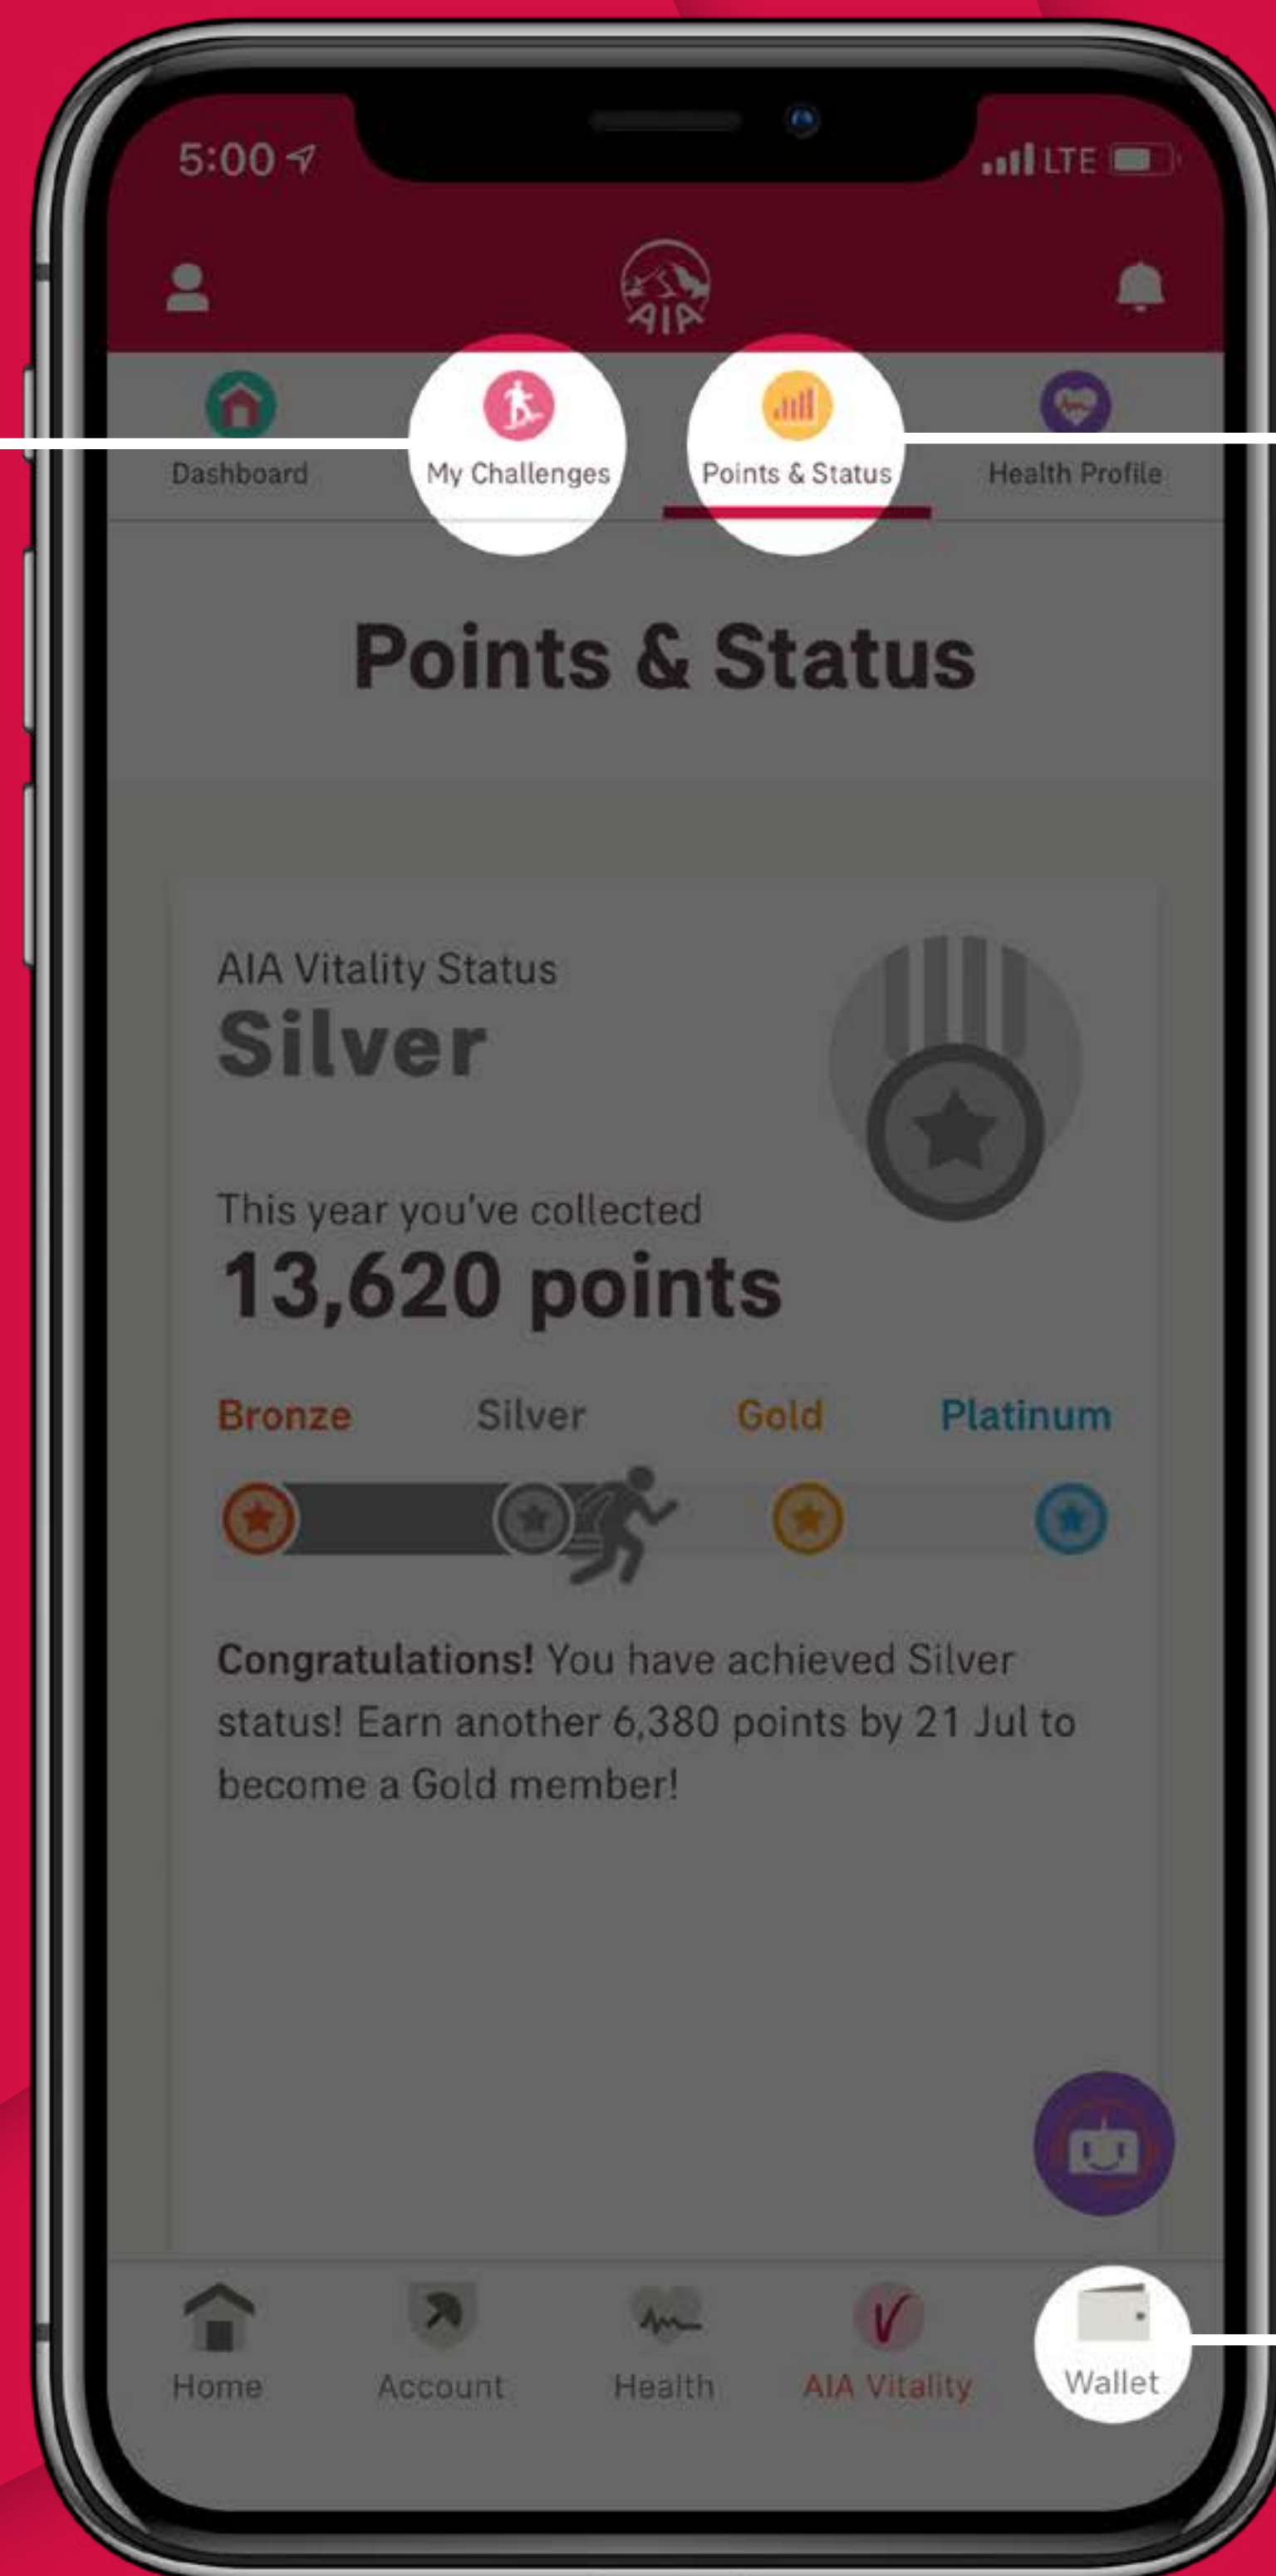 5:00
LTE
AIA
Dashboard
My Challenges
Points & Status
Health Profile
Points & Status
AIA Vitality Status
Silver
This year you've collected
13,620 points
Bronze Silver Gold Platinum
Congratulations! You have achieved Silver
status! Earn another 6,380 points by 21 Jul to
become a Gold member!
Home
Account
Health
AIA Vitality
Wallet